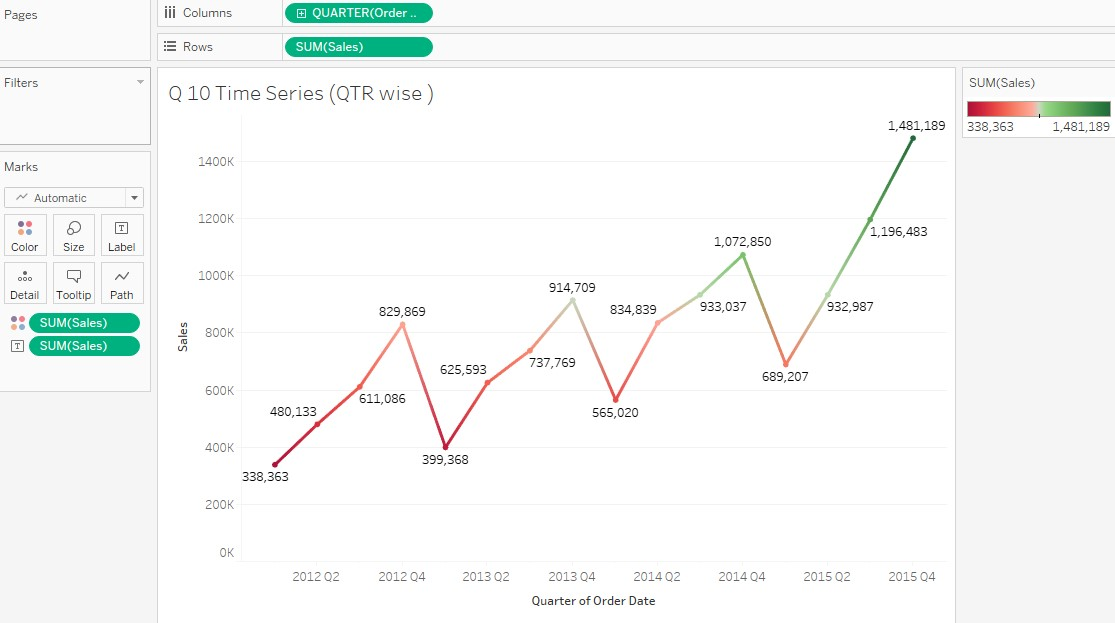 Pages
Columns
QUARTER(Order ..
Rows
SUM(Sales)
Filters
Marks
Automatic
Color
Size
Label
Detail
Tooltip
Path
SUM(Sales)
T SUM(Sales)
Q 10 Time Series (QTR wise )
1400K
1200K
1000K
800K
600K
400K
200K
0K
Sales
338,363
480,133
611,086
829,869
399,368
625,593
737,769
914,709
565,020
834,839
933,037
1,072,850
689,207
932,987
1,196,483
1,481,189
2012 Q2
2012 Q4
2013 Q2
2013 Q4
2014 Q2
2014 Q4
2015 Q2
2015 Q4
Quarter of Order Date
SUM(Sales)
338,363 1,481,189